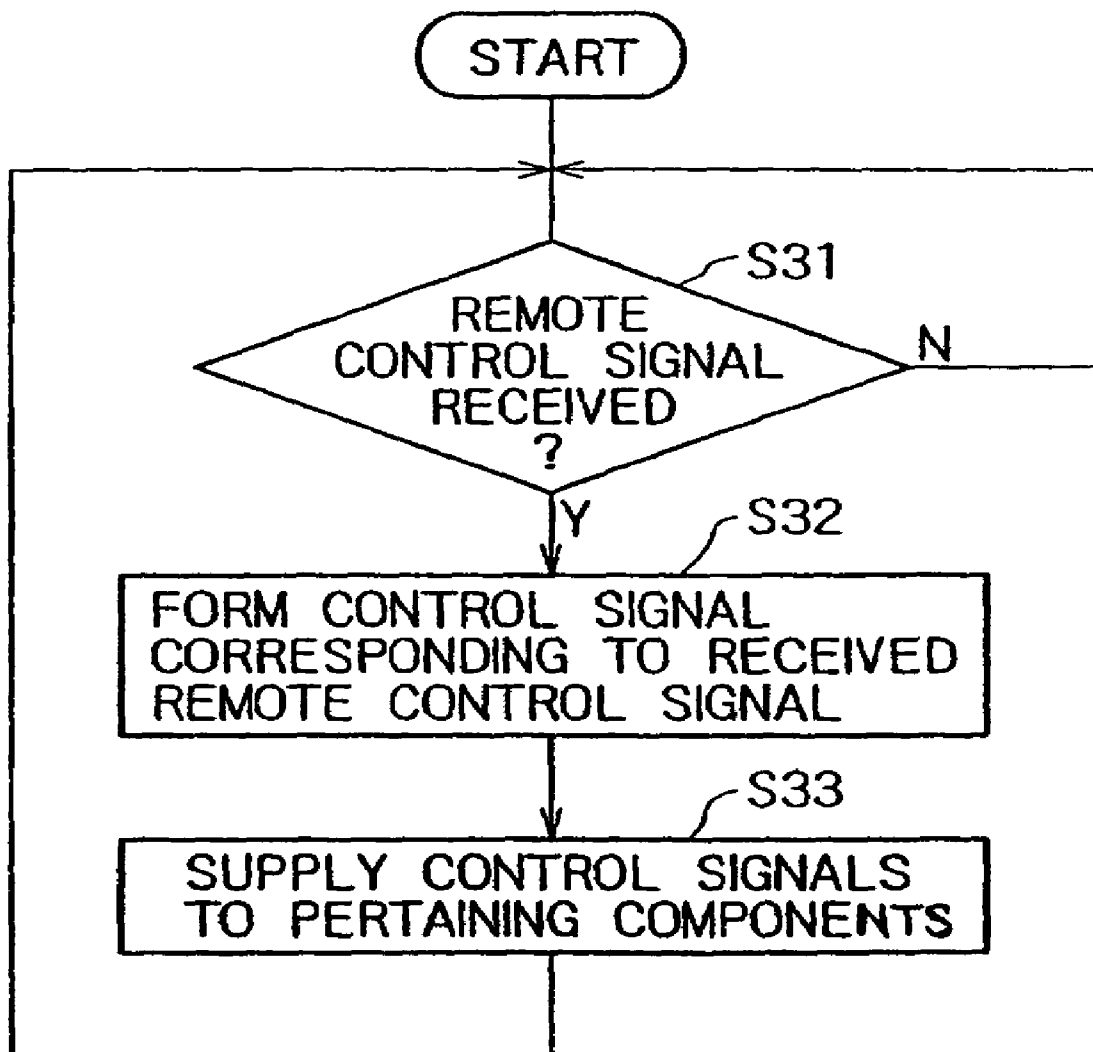 START
S31
REMOTE
CONTROL SIGNAL
RECEIVED
?
N
Y
S32
FORM CONTROL SIGNAL
CORRESPONDING TO RECEIVED
REMOTE CONTROL SIGNAL
S33
SUPPLY CONTROL SIGNALS
TO PERTAINING COMPONENTS